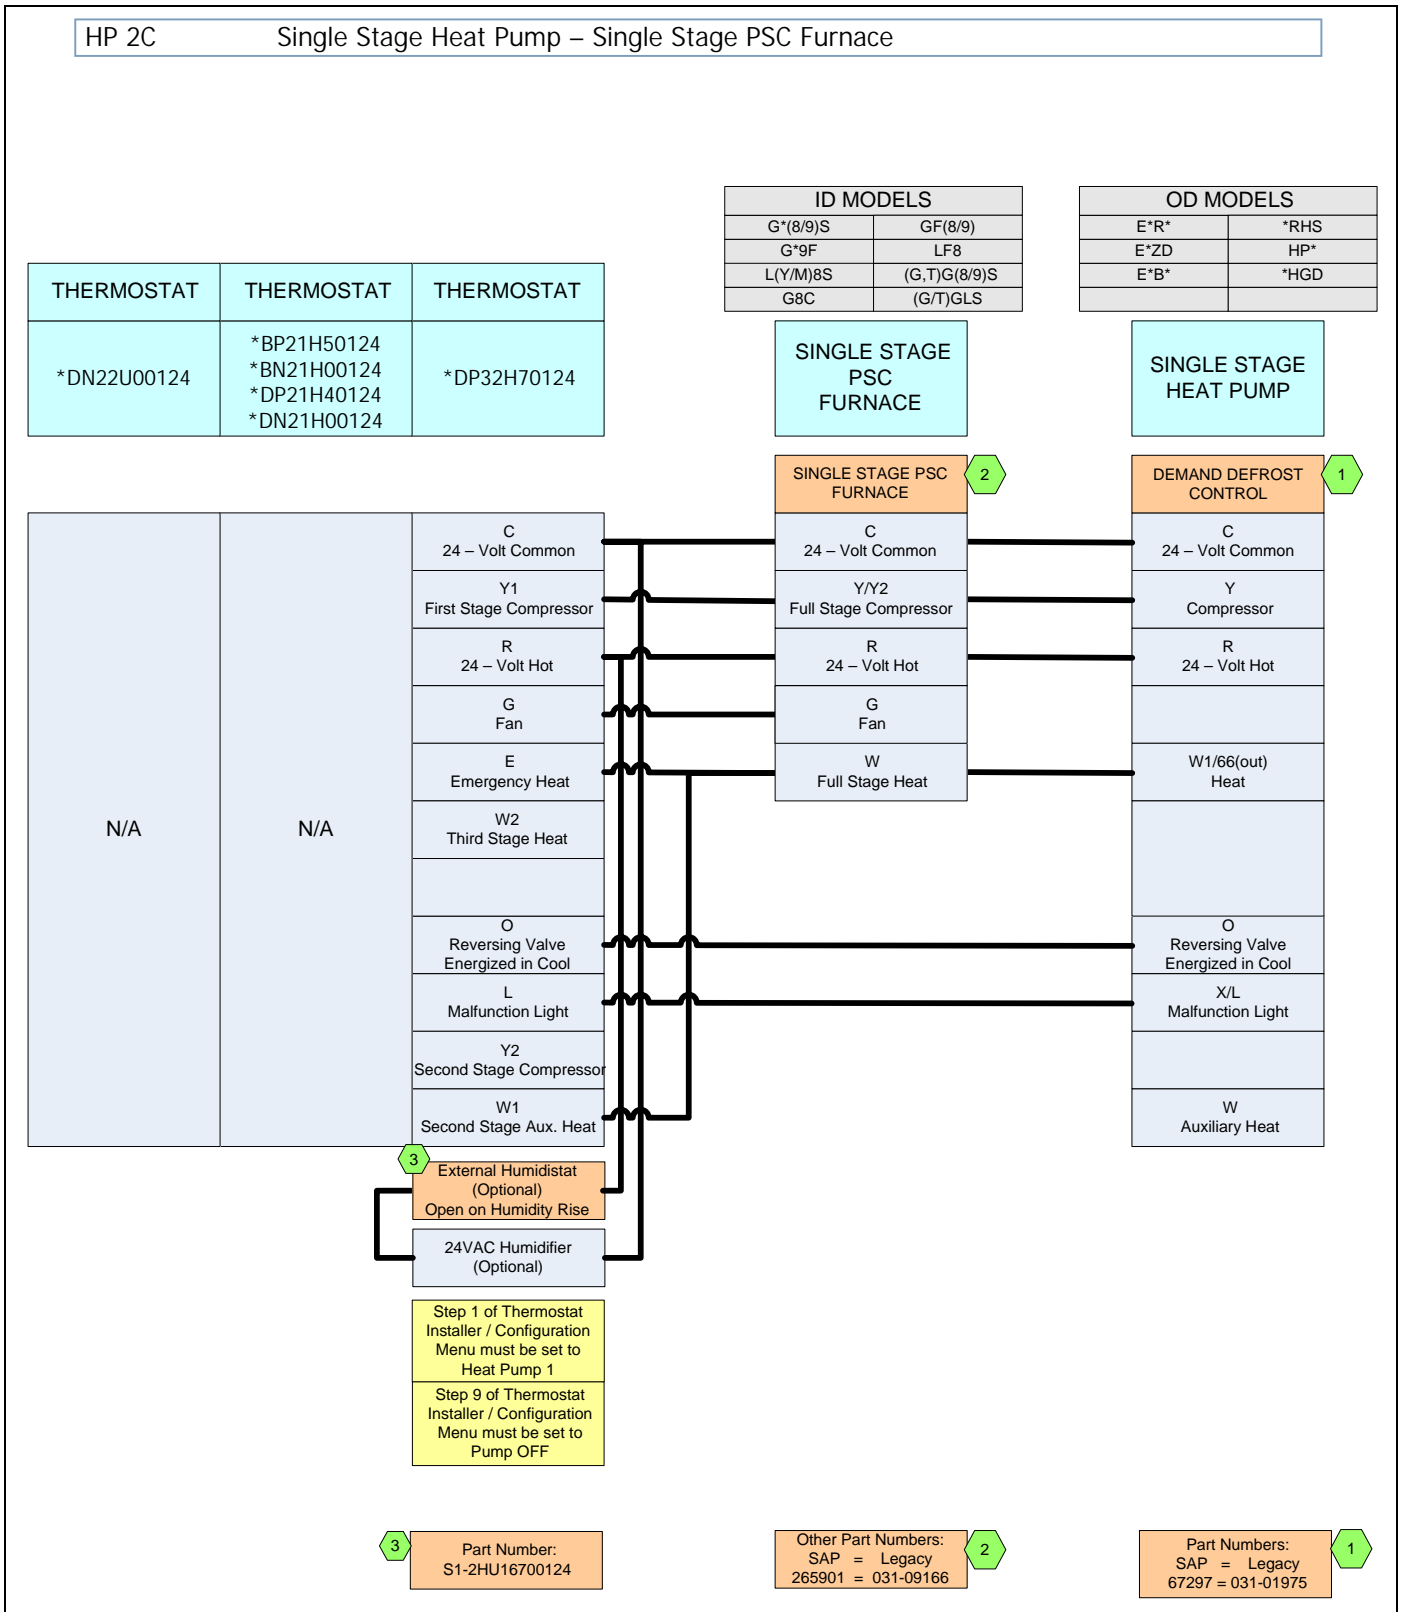 HP 2C Single Stage Heat Pump – Single Stage PSC Furnace
ID MODELS
G*(8/9)S GF(8/9)
G*9F LF8
L(Y/M)8S (G,T)G(8/9)S
G8C (G/T)GLS
OD MODELS
E*R* *RHS
E*ZD HP*
E*B* *HGD
THERMOSTAT THERMOSTAT THERMOSTAT
*DN22U00124
*BP21H50124
*BN21H00124
*DP21H40124
*DN21H00124
*DP32H70124
SINGLE STAGE
PSC
FURNACE
SINGLE STAGE
HEAT PUMP
SINGLE STAGE PSC
FURNACE
2
DEMAND DEFROST
CONTROL
1
N/A
N/A
C
24 – Volt Common
Y1
First Stage Compressor
R
24 – Volt Hot
G
Fan
E
Emergency Heat
W2
Third Stage Heat
O
Reversing Valve
Energized in Cool
L
Malfunction Light
Y2
Second Stage Compressor
W1
Second Stage Aux. Heat
C
24 – Volt Common
Y/Y2
Full Stage Compressor
R
24 – Volt Hot
G
Fan
W
Full Stage Heat
C
24 – Volt Common
Y
Compressor
R
24 – Volt Hot
W1/66(out)
Heat
O
Reversing Valve
Energized in Cool
X/L
Malfunction Light
W
Auxiliary Heat
3
External Humidistat
(Optional)
Open on Humidity Rise
24VAC Humidifier
(Optional)
Step 1 of Thermostat
Installer / Configuration
Menu must be set to
Heat Pump 1
Step 9 of Thermostat
Installer / Configuration
Menu must be set to
Pump OFF
3
Part Number:
S1-2HU16700124
Other Part Numbers:
SAP = Legacy
265901 = 031-09166
2
Part Numbers:
SAP = Legacy
67297 = 031-01975
1